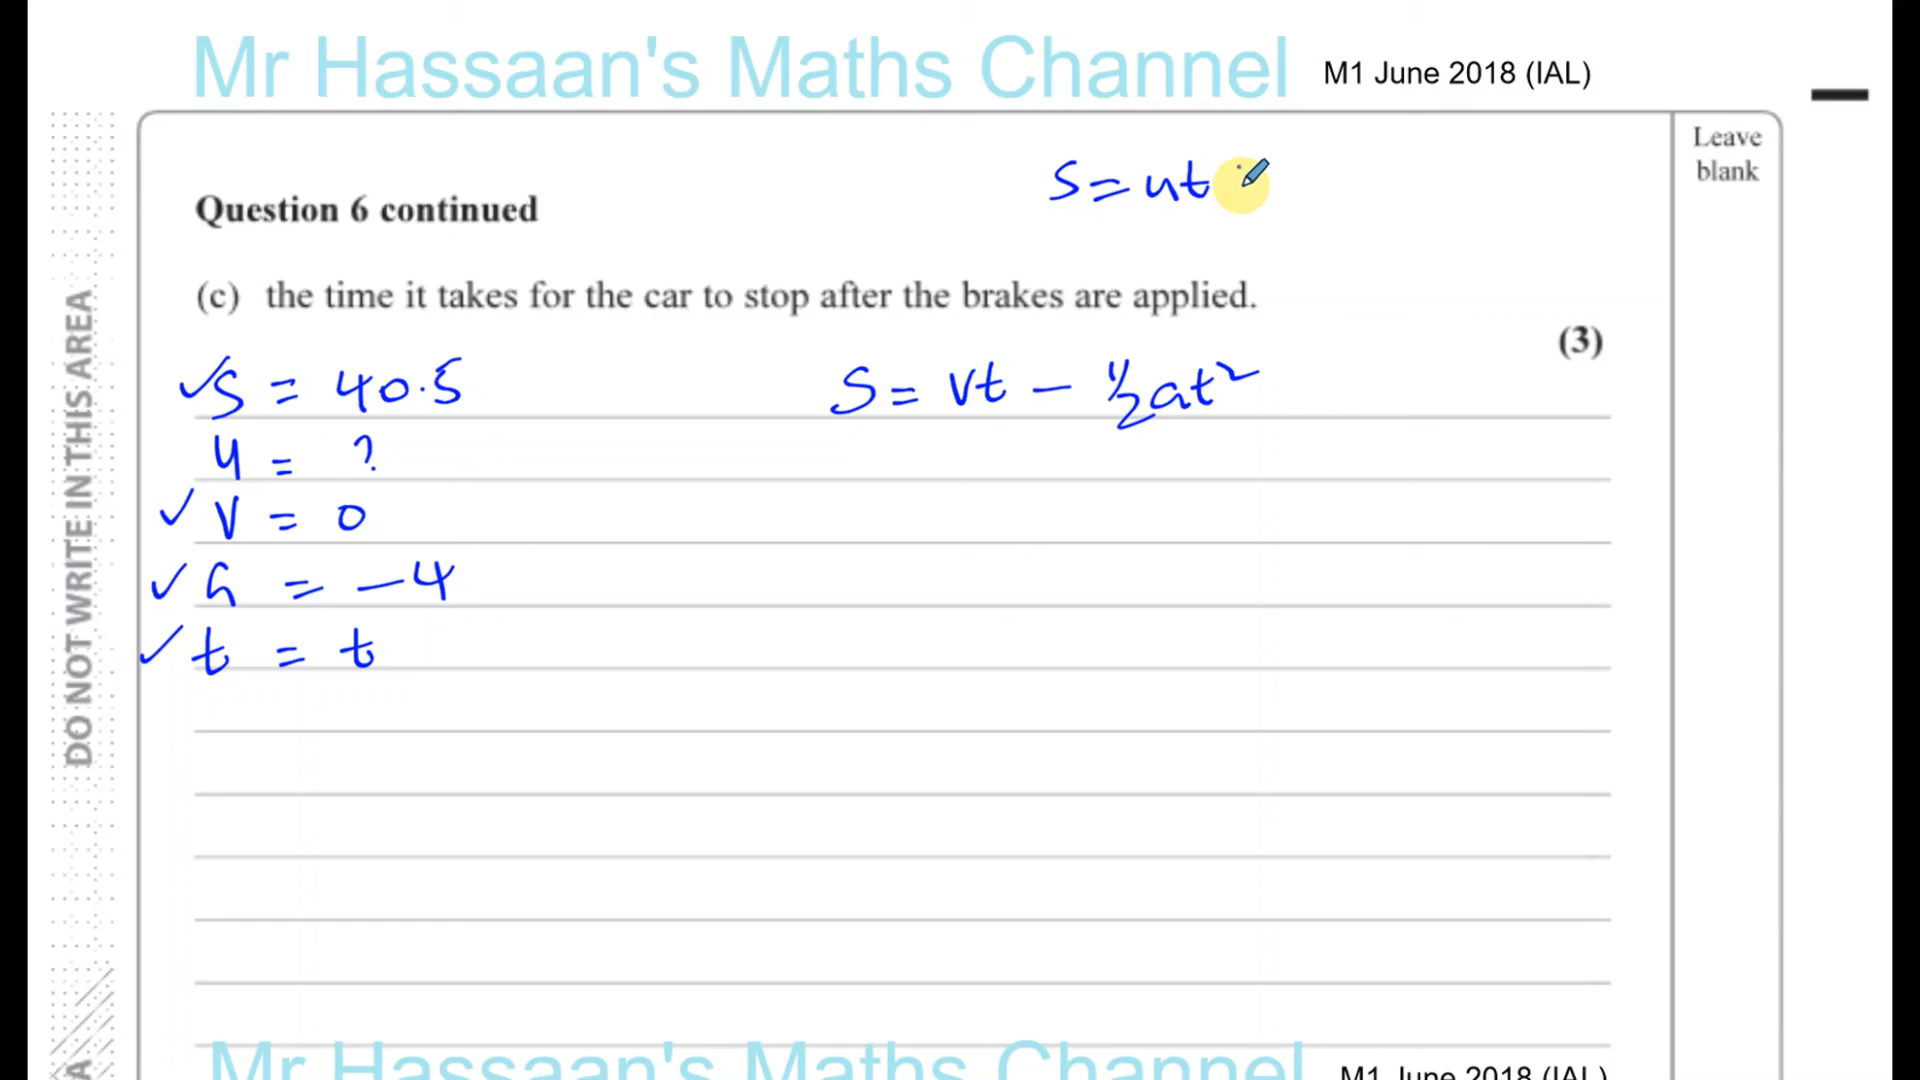 Mr Hassaan's Maths Channel M1 June 2018 (IAL)
Leave
blank
S = ut
Question 6 continued
(c) the time it takes for the car to stop after the brakes are applied.
(3)
✓ S = 40.5
S = vt - ½at²
u = ?
✓ v = 0
✓ a = -4
✓ t = t
DO NOT WRITE IN THIS AREA
A
Mr Hassaan's Maths Channel M1 June 2018 (IAL)